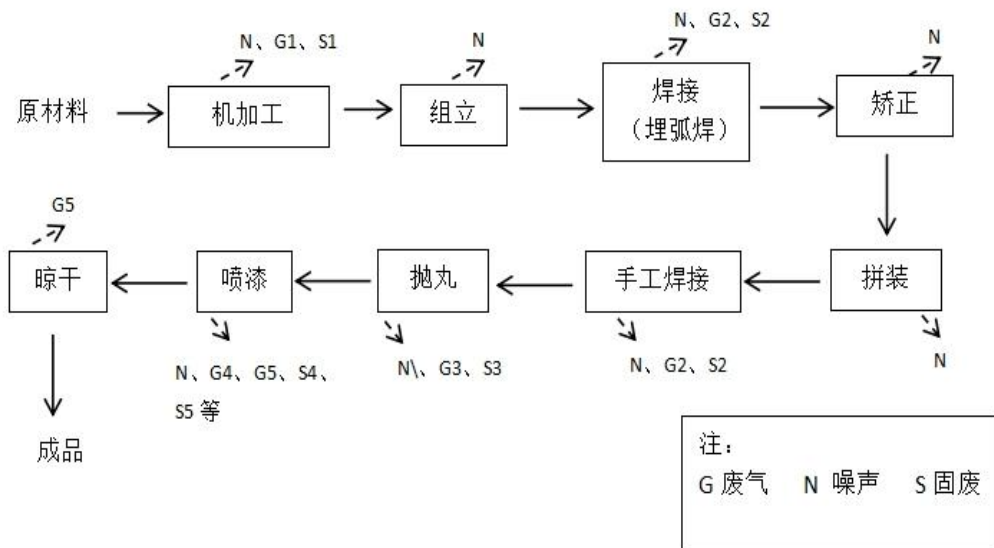 N、G1、S1
N
N、G2、S2
N
原材料
机加工
组立
焊接
（埋弧焊）
矫正
G5
晾干
喷漆
抛丸
手工焊接
拼装
N、G4、G5、S4、
S5 等
N\、G3、S3
N、G2、S2
N
成品
注：
G 废气 N 噪声 S 固废